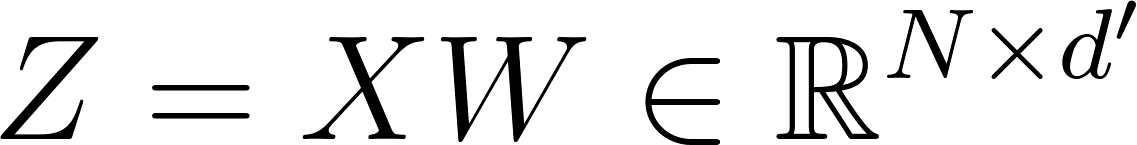 Z = XW ∈ ℝ^{N×d′}